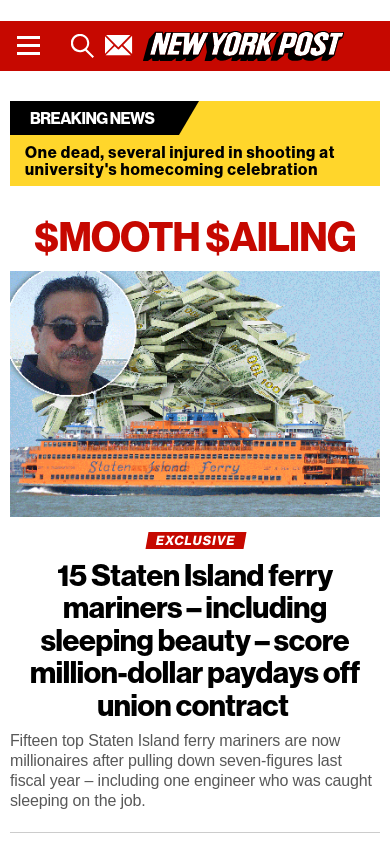 NEW YORK POST
BREAKING NEWS
One dead, several injured in shooting at
university's homecoming celebration
$MOOTH $AILING
Staten Island Ferry
EXCLUSIVE
15 Staten Island ferry
mariners – including
sleeping beauty – score
million-dollar paydays off
union contract
Fifteen top Staten Island ferry mariners are now
millionaires after pulling down seven-figures last
fiscal year – including one engineer who was caught
sleeping on the job.